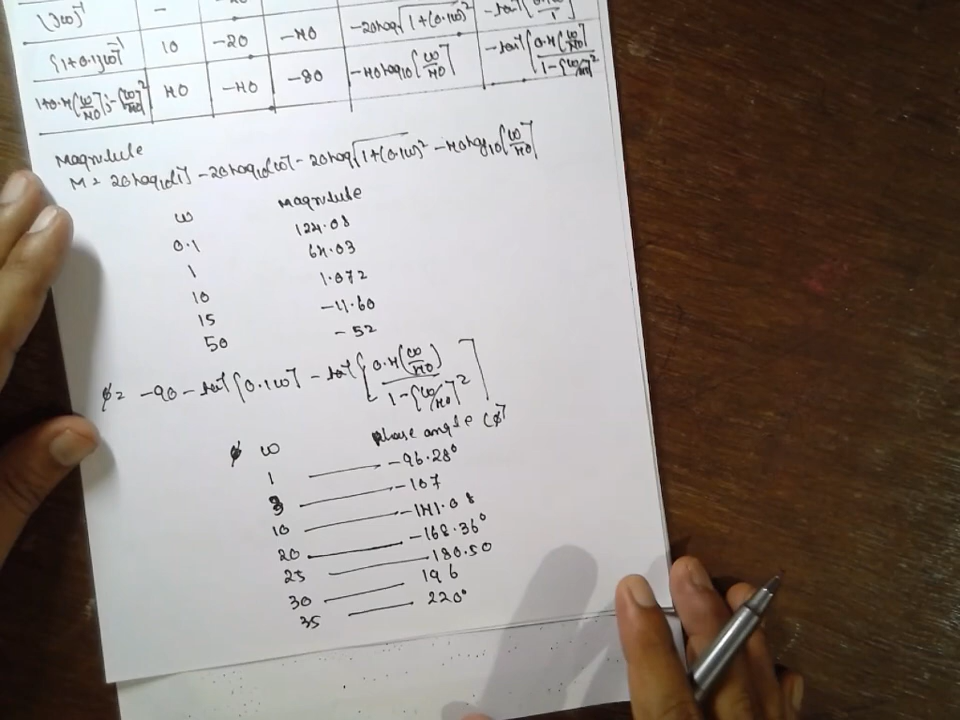 (jω)⁻¹ -
{1+0.1jω}⁻¹ 10 -20 -40 -20log√1+(0.1ω)²
1+0.4(ω/40)j-(ω/40)² 40 -40 -80 -40log10{ω/40} -tan⁻¹{0.4(ω/40)/1-{ω/40}²
Magnitude
M = 20log10{1} -20log10{ω} -20log√1+(0.1ω)² -40log10{ω/40}
ω Magnitude
0.1 124.08
1 64.03
10 1.072
15 -11.60
50 -52
ϕ= -90 -tan⁻¹{0.1ω} -tan⁻¹[0.4(ω/40)/1-{ω/40}²]
ϕ ω phase angle (ϕ)
1 -96.28°
3 -107
10 -141.08
20 -168.36°
25 180.50
30 196
35 220°